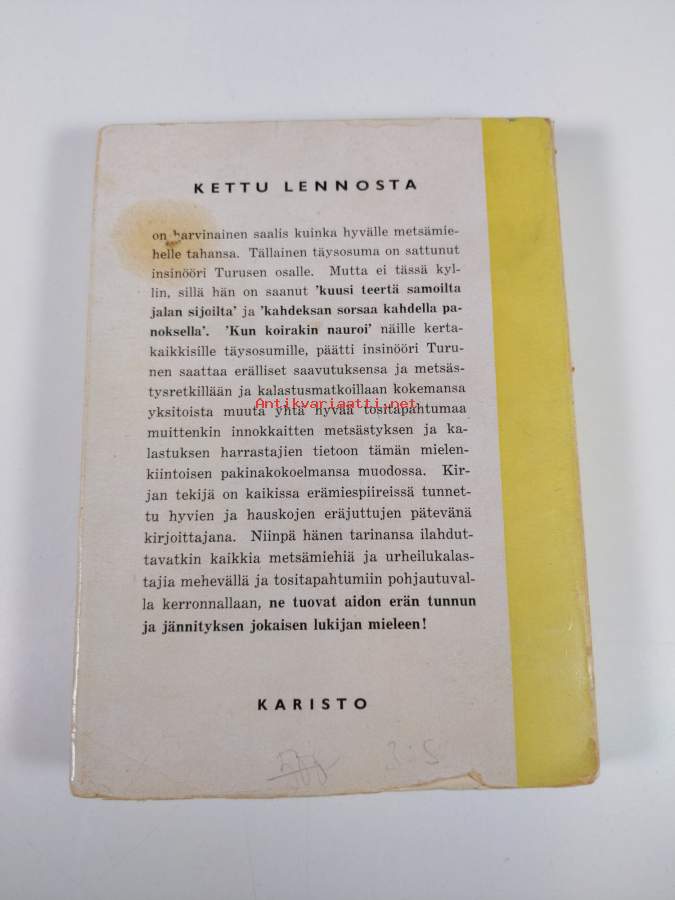 KETTU LENNOSTA
on harvinainen saalis kuinka hyvälle metsämie-
helle tahansa. Tällainen täysosuma on sattunut
insinööri Turusen osalle. Mutta ei tässä kyl-
lin, sillä hän on saanut 'kuusi teertä samoilta
jalan sijoilta' ja 'kahdeksan sorsaa kahdella pa-
noksella'. 'Kun koirakin nauroi' näille kerta-
kaikkisille täysosumille, päätti insinööri Turu-
nen saattaa erälliset saavutuksensa ja metsäs-
tysretkillään ja kalastusmatkoillaan kokemansa
Antikvariaatti.net
yksitoista muuta yhtä hyvää tositapahtumaa
muittenkin innokkaitten metsästyksen ja ka-
lastuksen harrastajien tietoon tämän mielen-
kiintoisen pakinakokoelmansa muodossa. Kir-
jan tekijä on kaikissa erämiespiireissä tunnet-
tu hyvien ja hauskojen eräjuttujen pätevänä
kirjoittajana. Niinpä hänen tarinansa ilahdut-
tavatkin kaikkia metsämiehiä ja urheilukalas-
tajia mehevällä ja tositapahtumiin pohjautuval-
la kerronnallaan, ne tuovat aidon erän tunnun
ja jännityksen jokaisen lukijan mieleen!
KARISTO
3:5